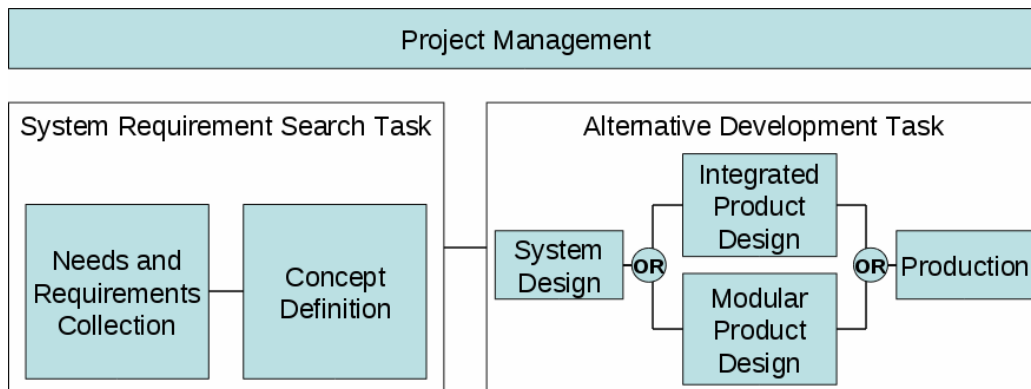 Project Management
System Requirement Search Task
Needs and
Requirements
Collection
Concept
Definition
Alternative Development Task
System
Design
OR
Integrated
Product
Design
Modular
Product
Design
OR
Production